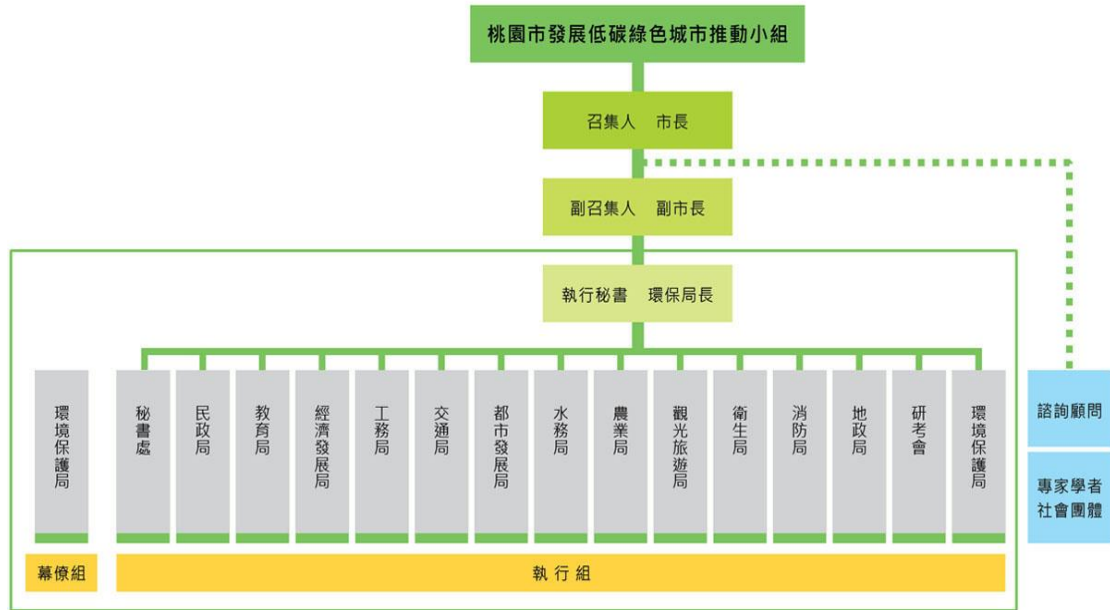 桃園市發展低碳綠色城市推動小組
召集人 市長
副召集人 副市長
執行秘書 環保局長
環境保護局
秘書處
民政局
教育局
經濟發展局
工務局
交通局
都市發展局
水務局
農業局
觀光旅遊局
衛生局
消防局
地政局
研考會
環境保護局
諮詢顧問
專家學者
社會團體
幕僚組
執行組